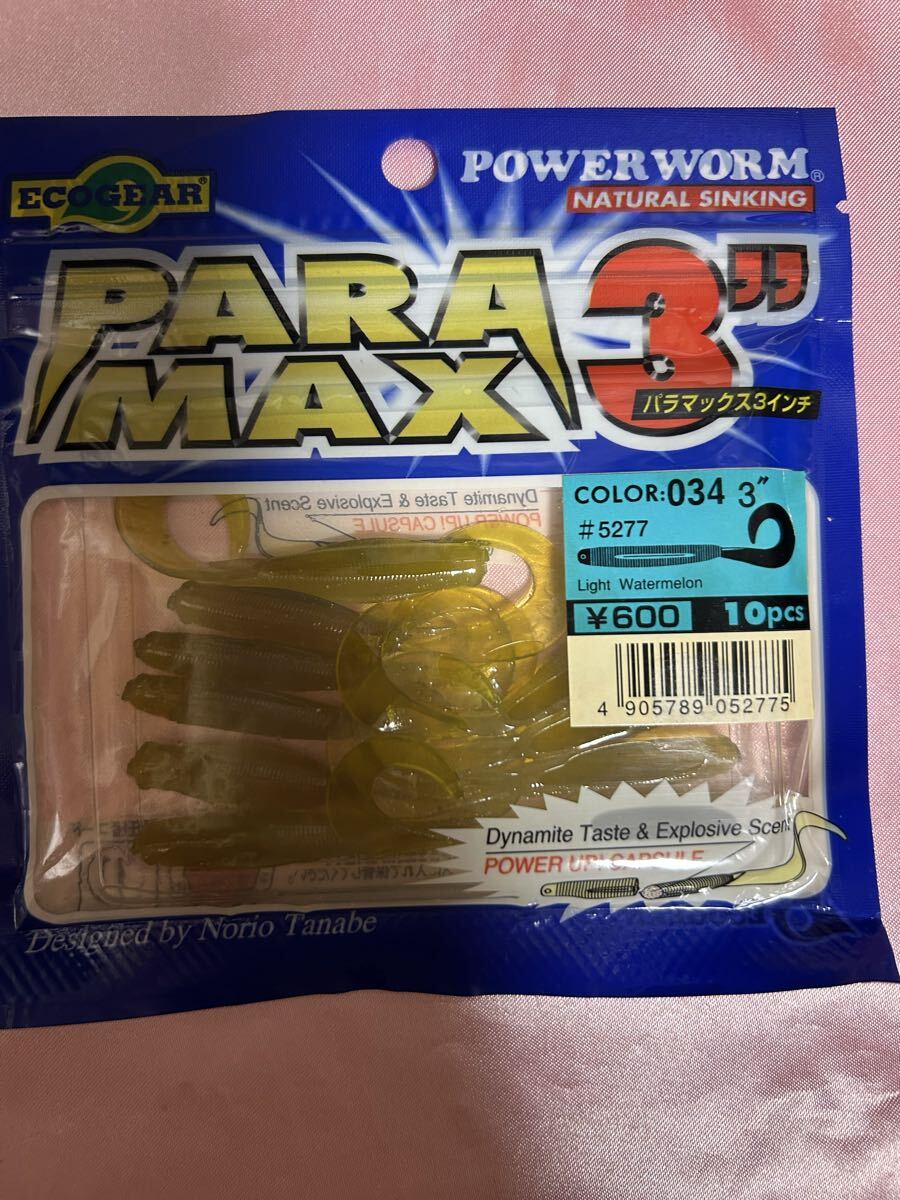 ECOGEAR®
POWER WORM®
NATURAL SINKING
PARA
MAX
3"
パラマックス3インチ
COLOR:034 3"
#5277
Light Watermelon
¥600 10pcs
4 905789 052775
Dynamite Taste & Explosive Scent
POWER UP! CAPSULE
Dynamite Taste & Explosive Scent
POWER UP! CAPSULE
Designed by Norio Tanabe